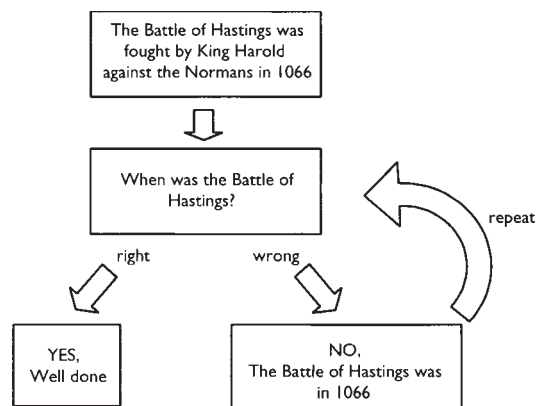 The Battle of Hastings was
fought by King Harold
against the Normans in 1066
When was the Battle of
Hastings?
repeat
right
wrong
YES,
Well done
NO,
The Battle of Hastings was
in 1066